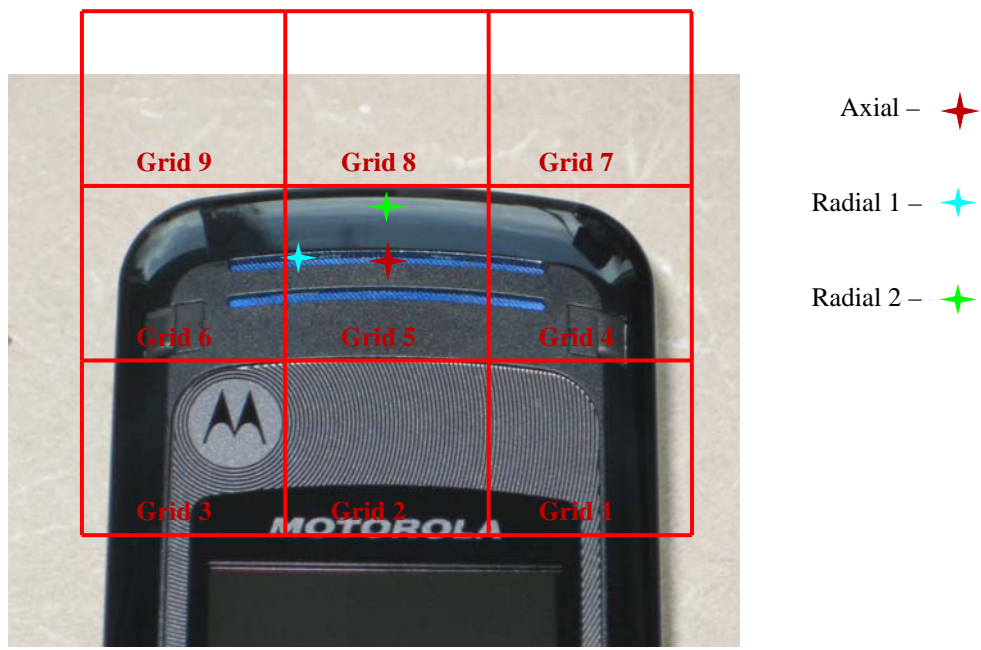 Axial –
Radial 1 –
Radial 2 –
Grid 9
Grid 8
Grid 7
Grid 6
Grid 5
Grid 4
Grid 3
Grid 2
Grid 1
MOTOROLA